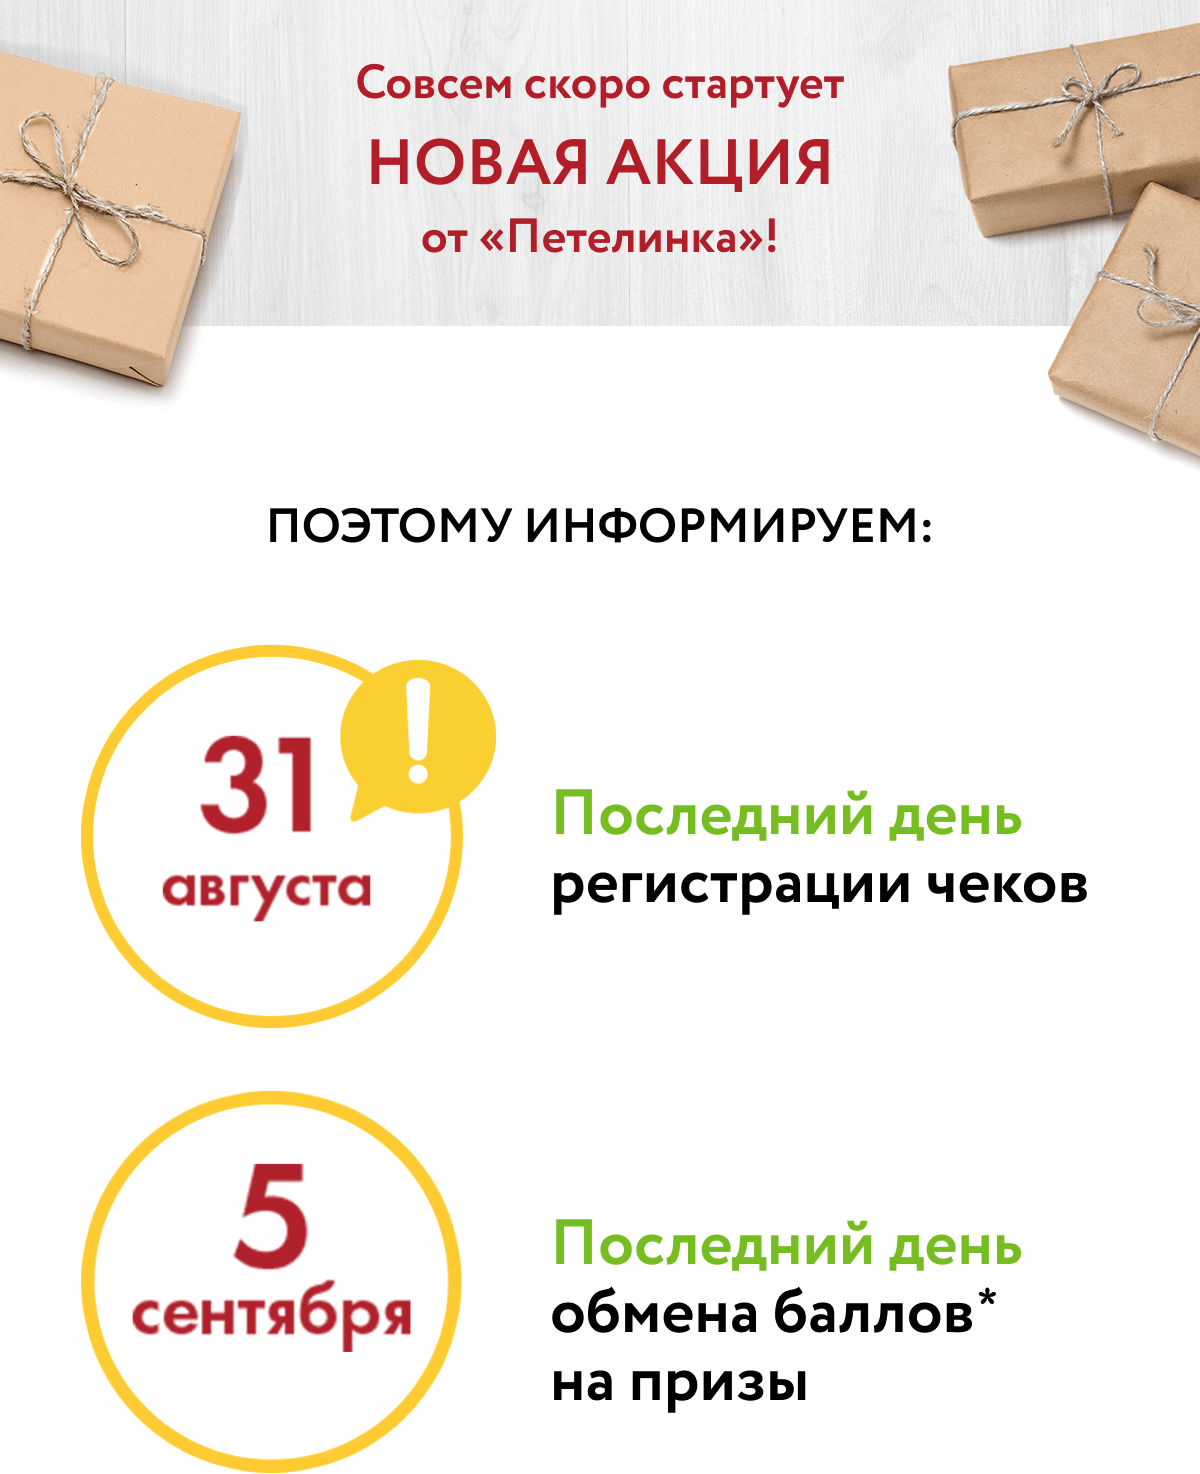 Совсем скоро стартует
НОВАЯ АКЦИЯ
от «Петелинка»!
ПОЭТОМУ ИНФОРМИРУЕМ:
31
августа
!
Последний день
регистрации чеков
5
сентября
Последний день
обмена баллов*
на призы